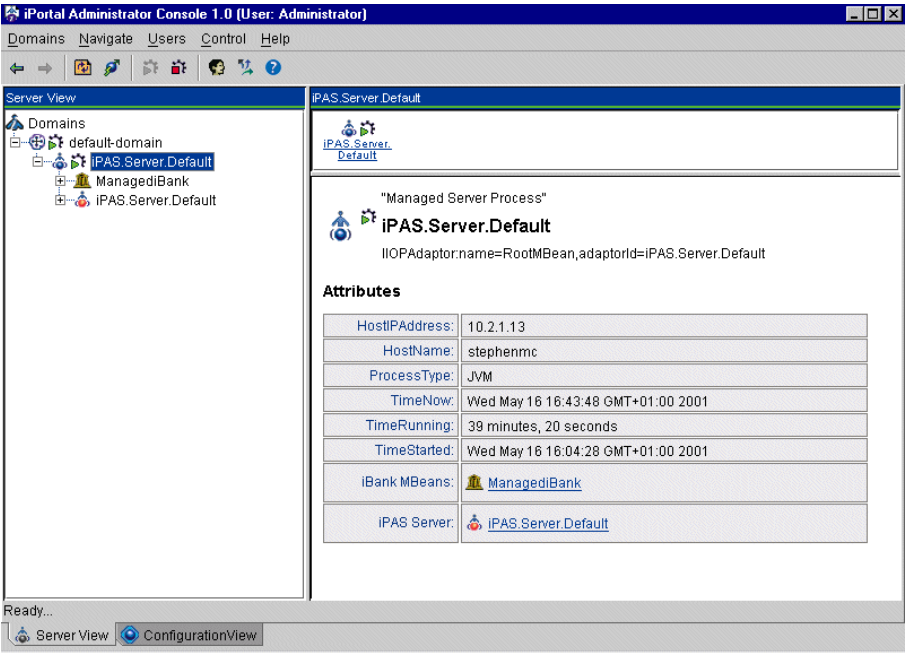 iPortal Administrator Console 1.0 (User: Administrator)
Domains Navigate Users Control Help
Server View
Domains
default-domain
iPAS.Server.Default
ManagediBank
iPAS.Server.Default
iPAS.Server.Default
iPAS.Server.
Default
"Managed Server Process"
iPAS.Server.Default
IIOPAdaptor:name=RootMBean,adaptorId=iPAS.Server.Default
Attributes
HostIPAddress: 10.2.1.13
HostName: stephenmc
ProcessType: JVM
TimeNow: Wed May 16 16:43:48 GMT+01:00 2001
TimeRunning: 39 minutes, 20 seconds
TimeStarted: Wed May 16 16:04:28 GMT+01:00 2001
iBank MBeans: ManagediBank
iPAS Server: iPAS.Server.Default
Ready...
Server View ConfigurationView